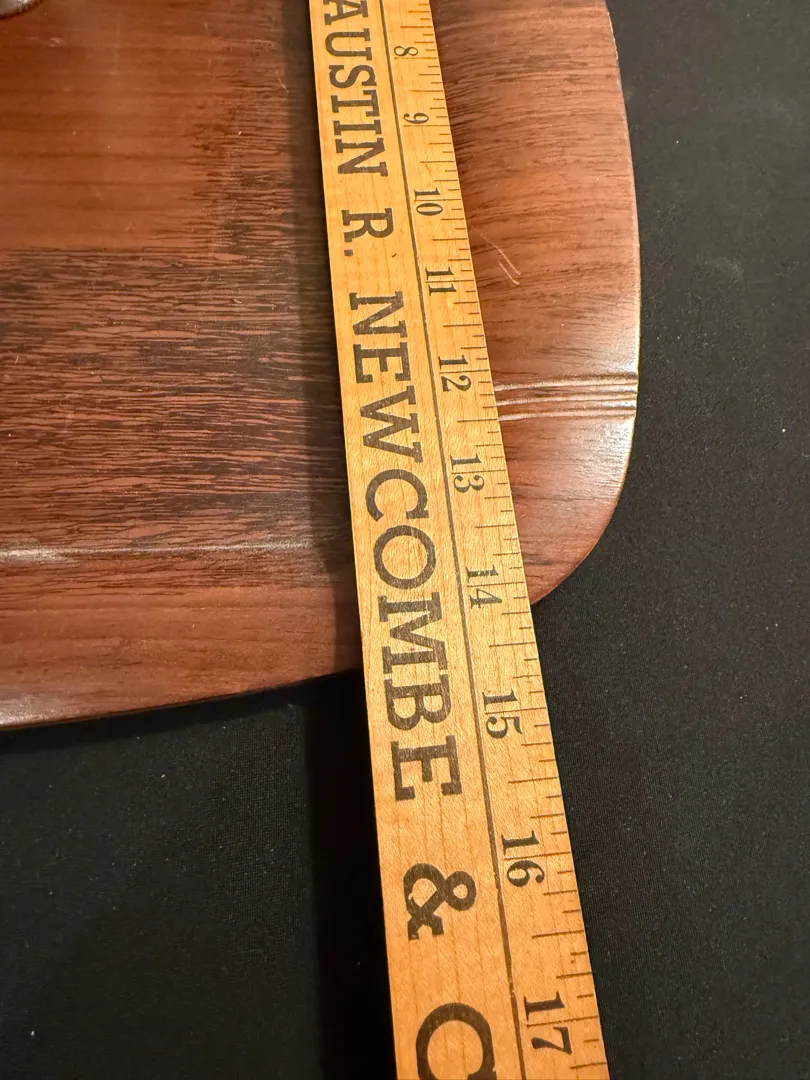 AUSTIN R. NEWCOMBE &
8 9 10 11 12 13 14 15 16 17